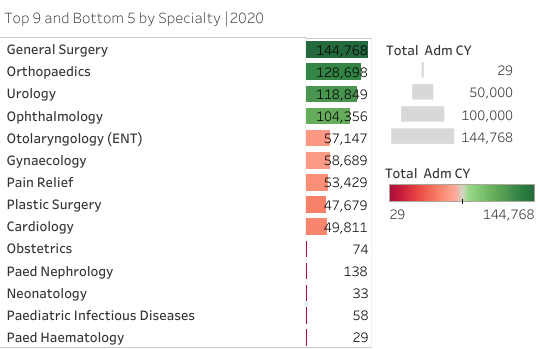 Top 9 and Bottom 5 by Specialty | 2020
General Surgery 144,768
Orthopaedics 128,698
Urology 118,849
Ophthalmology 104,356
Otolaryngology (ENT) 57,147
Gynaecology 58,689
Pain Relief 53,429
Plastic Surgery 47,679
Cardiology 49,811
Obstetrics 74
Paed Nephrology 138
Neonatology 33
Paediatric Infectious Diseases 58
Paed Haematology 29
Total Adm CY
29
50,000
100,000
144,768
Total Adm CY
29 144,768